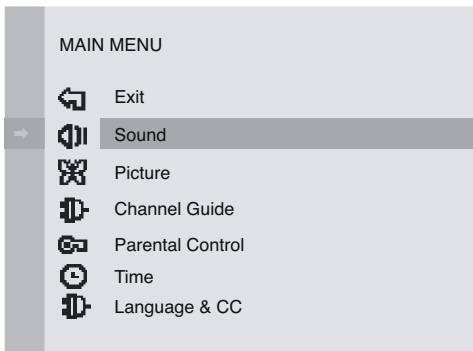 MAIN MENU
Exit
Sound
Picture
Channel Guide
Parental Control
Time
Language & CC